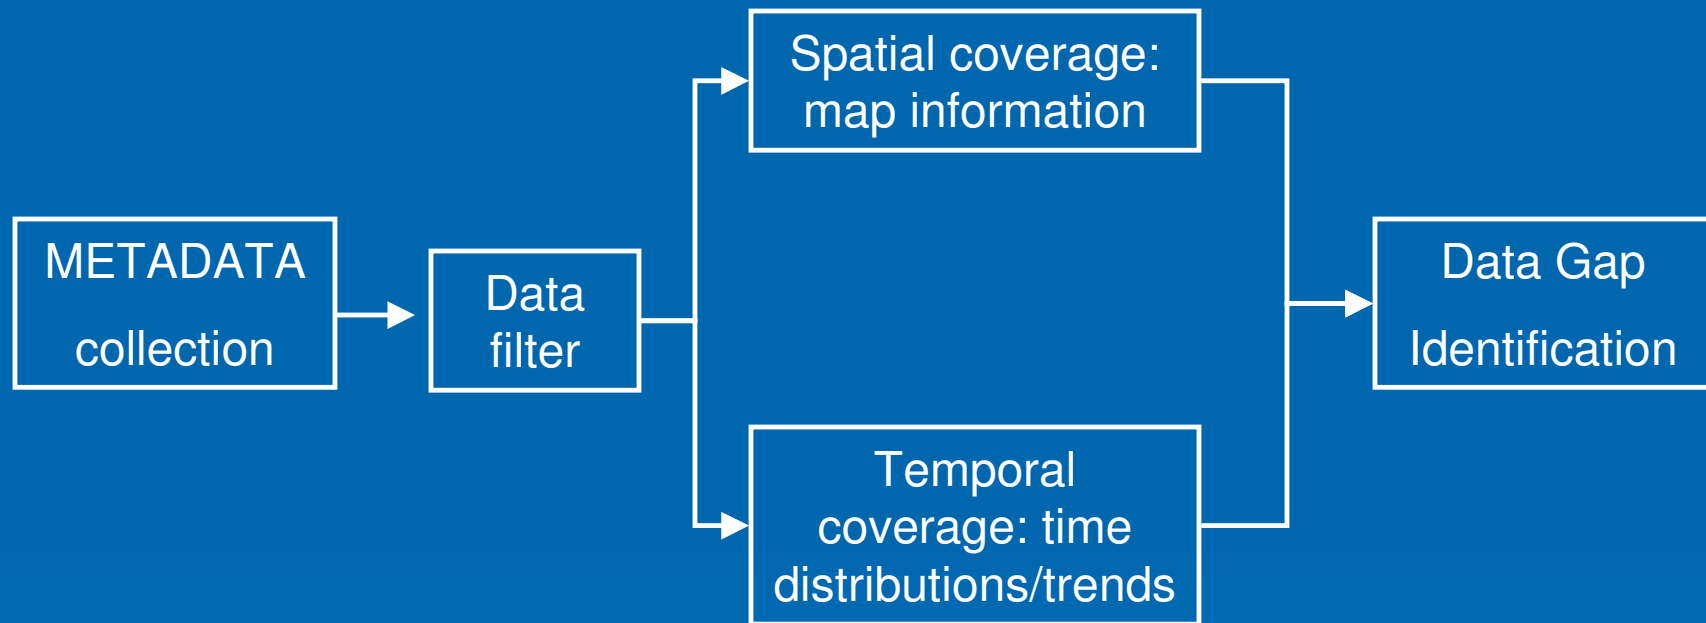 METADATA
collection
Data
filter
Spatial coverage:
map information
Temporal
coverage: time
distributions/trends
Data Gap
Identification